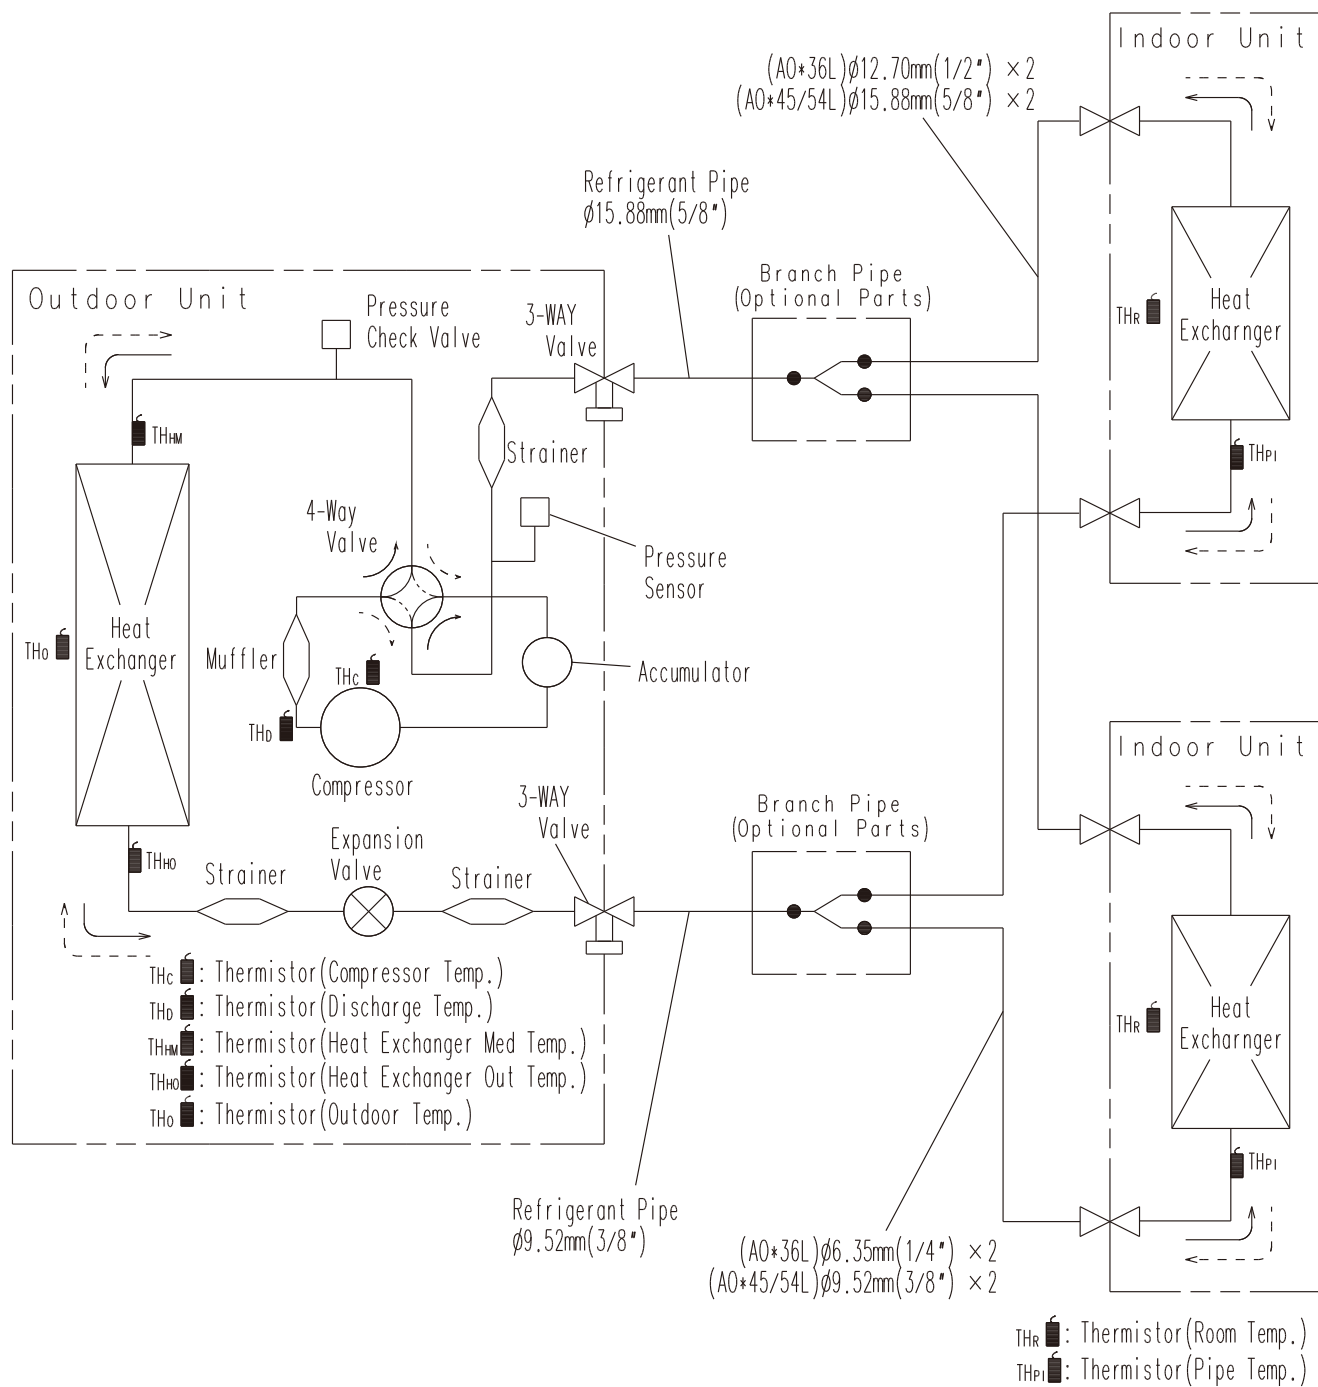 Indoor Unit
(AO*36L)Ø12.70mm(1/2") ×2
(AO*45/54L)Ø15.88mm(5/8") ×2
Refrigerant Pipe
Ø15.88mm(5/8")
Branch Pipe
(Optional Parts)
Outdoor Unit
Pressure
Check Valve
3-WAY
Valve
THR
Heat
Excharnger
THHM
Strainer
THPI
4-Way
Valve
Pressure
Sensor
THO
Heat
Exchanger
Muffler
THC
Accumulator
THD
Compressor
Indoor Unit
3-WAY
Valve
Branch Pipe
(Optional Parts)
Expansion
Valve
THHO
Strainer
Strainer
THC : Thermistor(Compressor Temp.)
THD : Thermistor(Discharge Temp.)
THHM : Thermistor(Heat Exchanger Med Temp.)
THHO : Thermistor(Heat Exchanger Out Temp.)
THO : Thermistor(Outdoor Temp.)
THR
Heat
Excharnger
THPI
Refrigerant Pipe
Ø9.52mm(3/8")
(AO*36L)Ø6.35mm(1/4") ×2
(AO*45/54L)Ø9.52mm(3/8") ×2
THR : Thermistor(Room Temp.)
THPI : Thermistor(Pipe Temp.)